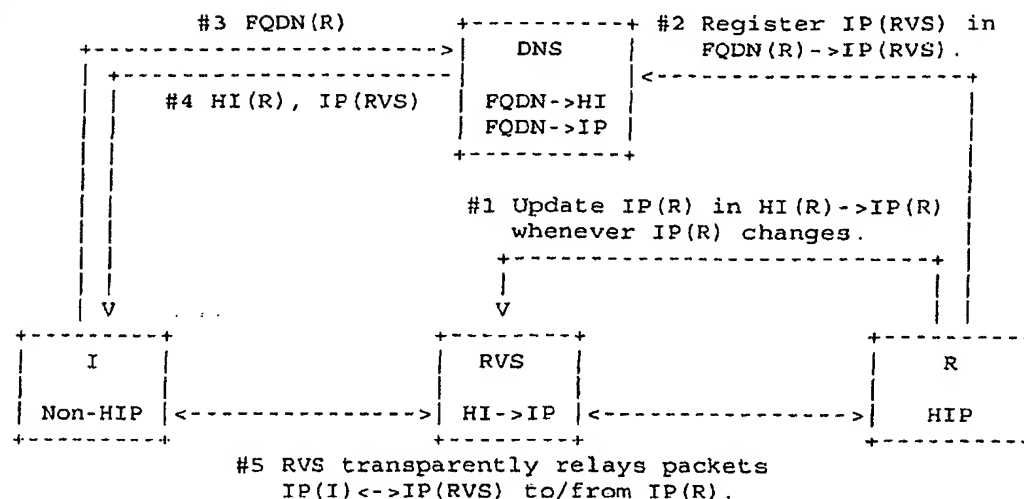 #3 FQDN(R)
#2 Register IP(RVS) in
FQDN(R)->IP(RVS).
DNS
#4 HI(R), IP(RVS)
FQDN->HI
FQDN->IP
#1 Update IP(R) in HI(R)->IP(R)
whenever IP(R) changes.
I
RVS
R
Non-HIP
HI->IP
HIP
#5 RVS transparently relays packets
IP(I)<->IP(RVS) to/from IP(R).